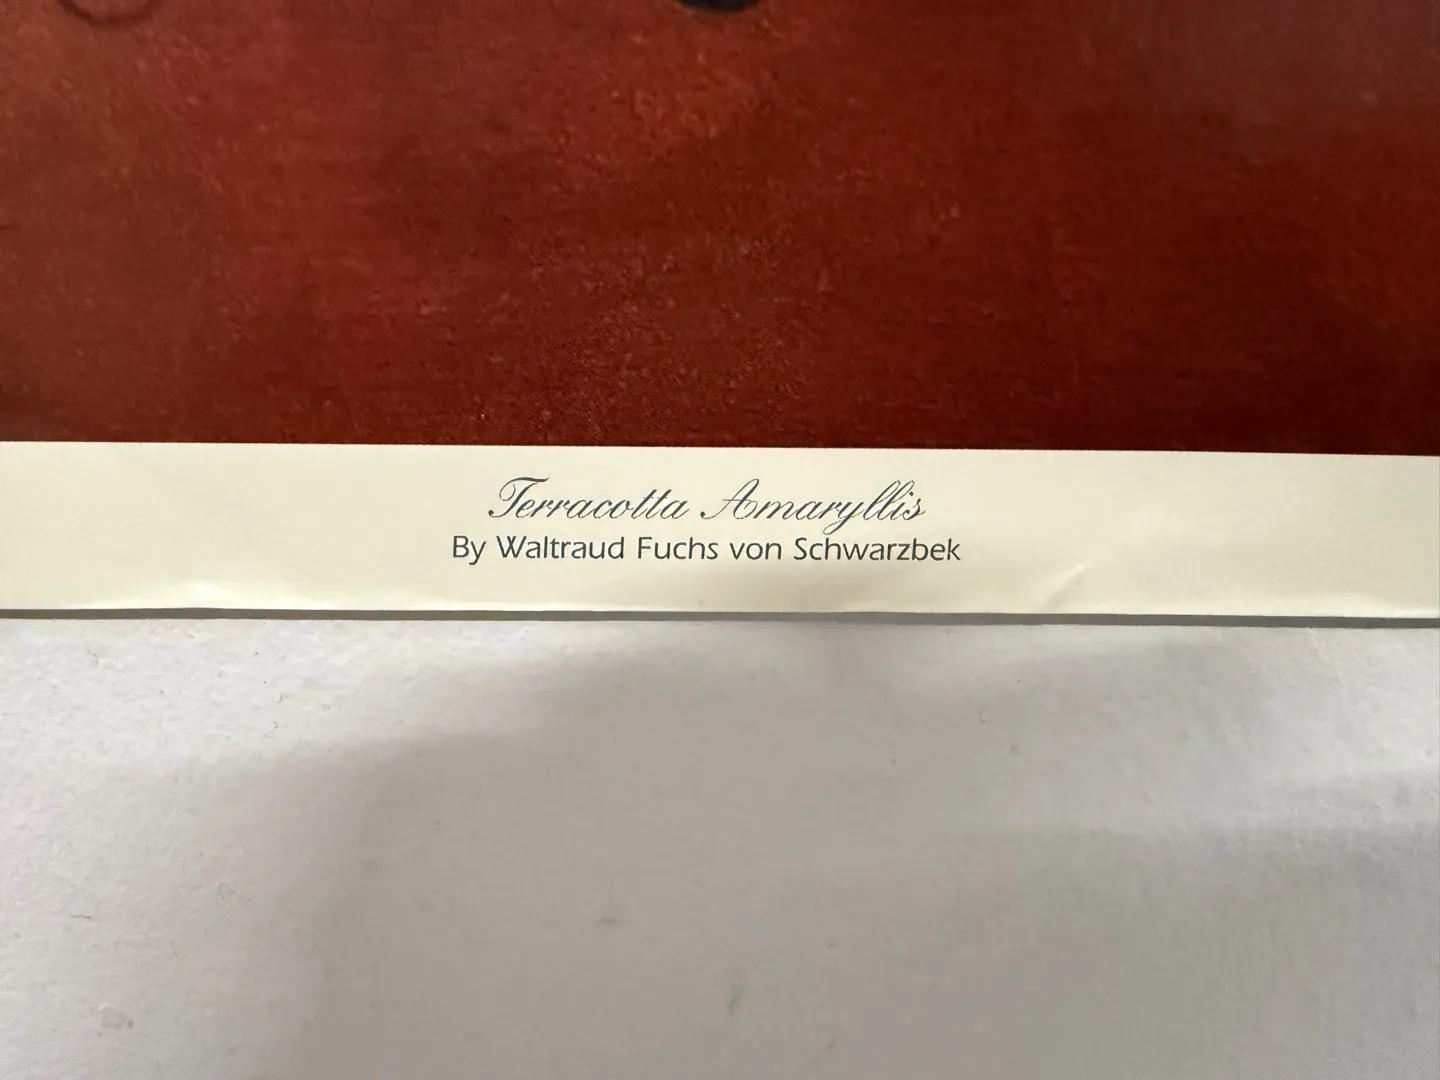 Terracotta Amaryllis
By Waltraud Fuchs von Schwarzbek